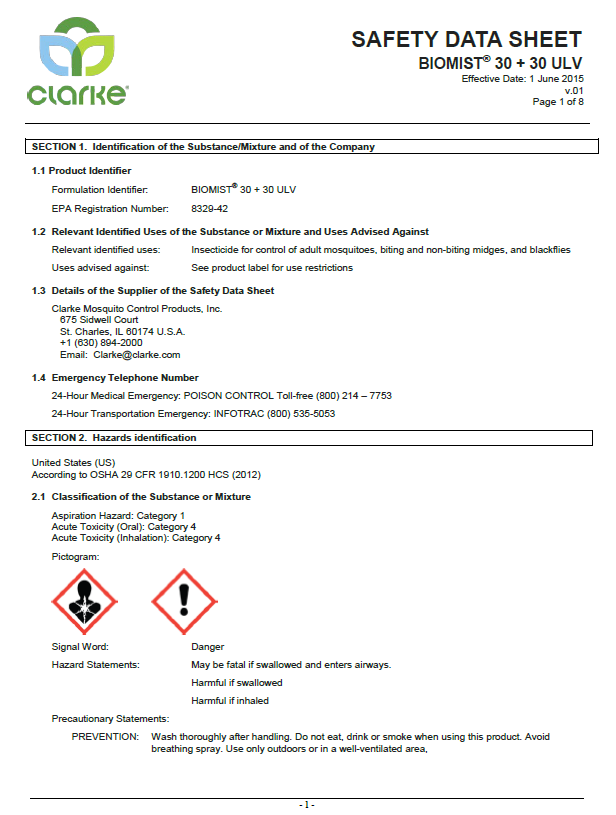 clarke®
SAFETY DATA SHEET
BIOMIST® 30 + 30 ULV
Effective Date: 1 June 2015
v.01
Page 1 of 8
SECTION 1. Identification of the Substance/Mixture and of the Company
1.1 Product Identifier
Formulation Identifier: BIOMIST® 30 + 30 ULV
EPA Registration Number: 8329-42
1.2 Relevant Identified Uses of the Substance or Mixture and Uses Advised Against
Relevant identified uses: Insecticide for control of adult mosquitoes, biting and non-biting midges, and blackflies
Uses advised against: See product label for use restrictions
1.3 Details of the Supplier of the Safety Data Sheet
Clarke Mosquito Control Products, Inc.
675 Sidwell Court
St. Charles, IL 60174 U.S.A.
+1 (630) 894-2000
Email: Clarke@clarke.com
1.4 Emergency Telephone Number
24-Hour Medical Emergency: POISON CONTROL Toll-free (800) 214 – 7753
24-Hour Transportation Emergency: INFOTRAC (800) 535-5053
SECTION 2. Hazards identification
United States (US)
According to OSHA 29 CFR 1910.1200 HCS (2012)
2.1 Classification of the Substance or Mixture
Aspiration Hazard: Category 1
Acute Toxicity (Oral): Category 4
Acute Toxicity (Inhalation): Category 4
Pictogram:
Signal Word: Danger
Hazard Statements: May be fatal if swallowed and enters airways.
Harmful if swallowed
Harmful if inhaled
Precautionary Statements:
PREVENTION: Wash thoroughly after handling. Do not eat, drink or smoke when using this product. Avoid
breathing spray. Use only outdoors or in a well-ventilated area,
- 1 -